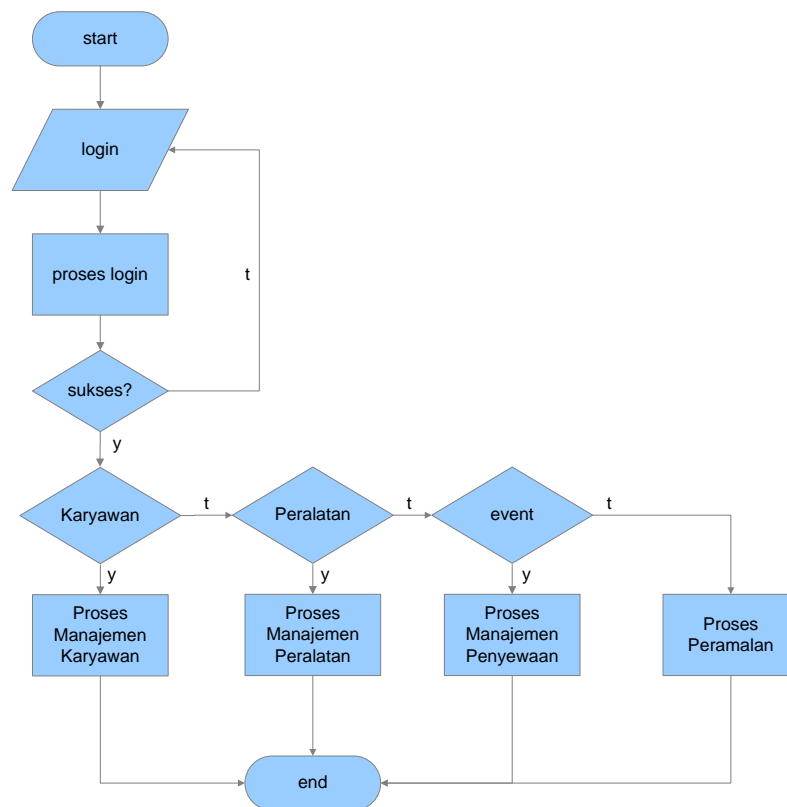 start
login
proses login
t
sukses?
y
Karyawan
t
Peralatan
t
event
t
y
y
y
Proses
Manajemen
Karyawan
Proses
Manajemen
Peralatan
Proses
Manajemen
Penyewaan
Proses
Peramalan
end